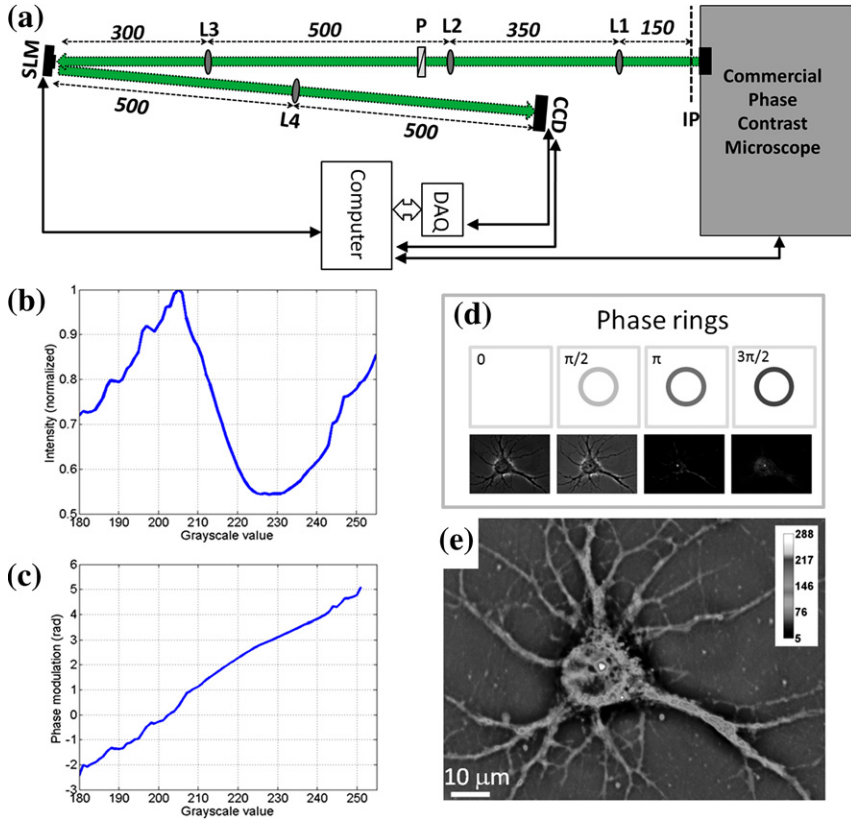 (a)
300
500
P
L2
350
L1
150
SLM
L3
500
L4
500
CCD
IP
Commercial
Phase
Contrast
Microscope
Computer
DAQ
(b)
Intensity (normalized)
1
0.9
0.8
0.7
0.6
0.5
180 190 200 210 220 230 240 250
Grayscale value
(c)
Phase modulation (rad)
6
5
4
3
2
1
0
-1
-2
-3
180 190 200 210 220 230 240 250
Grayscale value
(d)
Phase rings
0
π/2
π
3π/2
(e)
288
217
146
76
5
10 μm